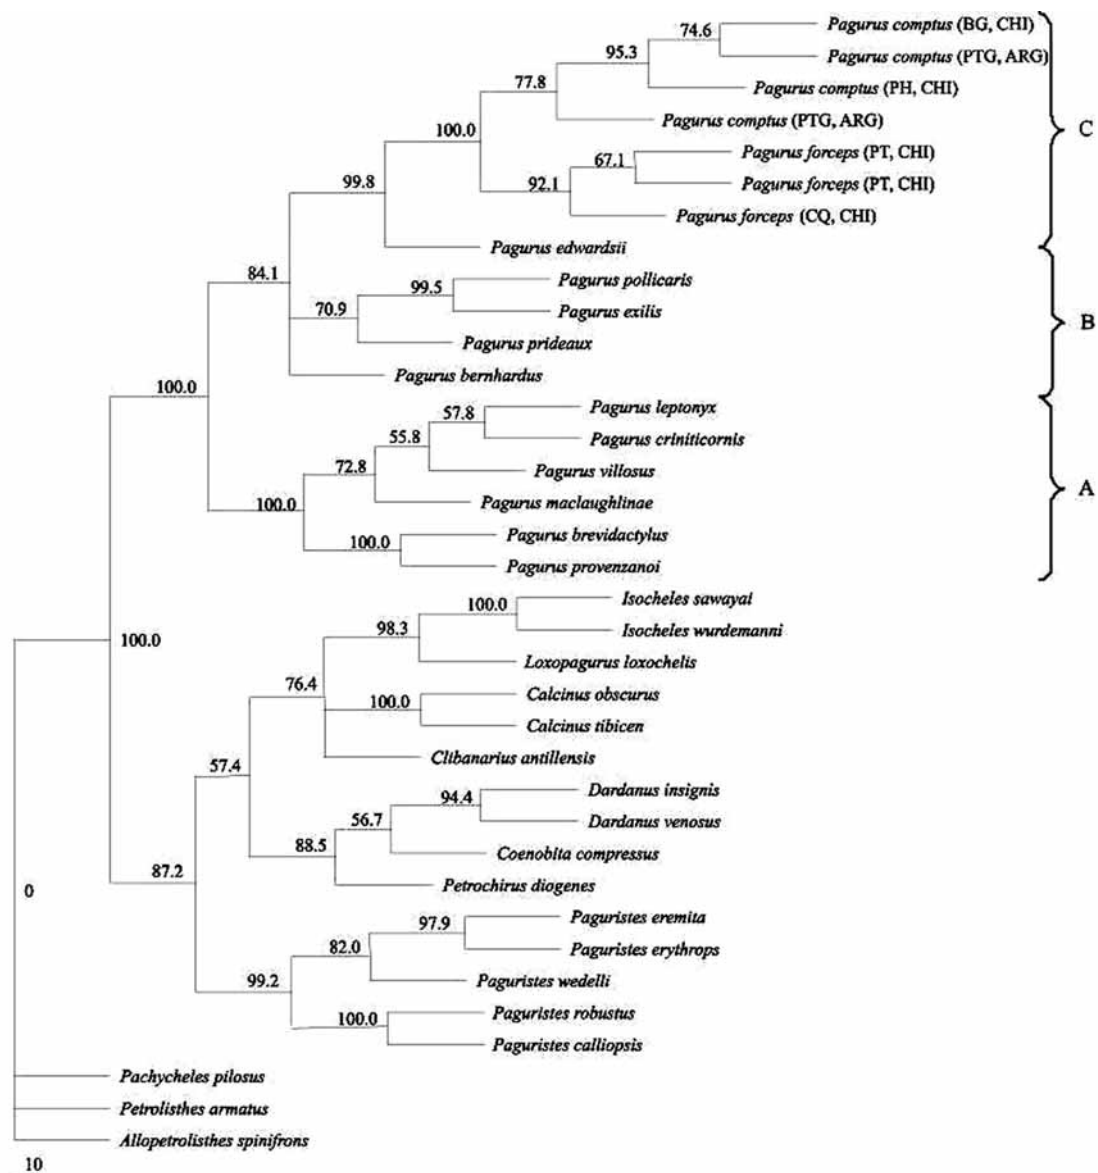 74.6 Pagurus comptus (BG, CHI)
95.3 Pagurus comptus (PTG, ARG)
77.8 Pagurus comptus (PH, CHI)
100.0 Pagurus comptus (PTG, ARG)
C
67.1 Pagurus forceps (PT, CHI)
99.8 92.1 Pagurus forceps (PT, CHI)
Pagurus forceps (CQ, CHI)
Pagurus edwardsii
84.1 99.5 Pagurus pollicaris
70.9 Pagurus exilis
B
Pagurus prideaux
Pagurus bernhardus
100.0
57.8 Pagurus leptonyx
55.8 Pagurus criniticornis
72.8 Pagurus villosus
A
100.0 Pagurus maclaughlinae
100.0 Pagurus brevidactylus
Pagurus provenzanoi
100.0 Isocheles sawayai
100.0 98.3 Isocheles wurdemanni
Loxopagurus loxochelis
76.4 100.0 Calcinus obscurus
Calcinus tibicen
57.4 Clibanarius antillensis
94.4 Dardanus insignis
56.7 Dardanus venosus
88.5 Coenobita compressus
87.2 Petrochirus diogenes
0
97.9 Paguristes eremita
82.0 Paguristes erythrops
99.2 Paguristes wedelli
100.0 Paguristes robustus
Paguristes calliopsis
Pachycheles pilosus
Petrolisthes armatus
Allopetrolisthes spinifrons
10